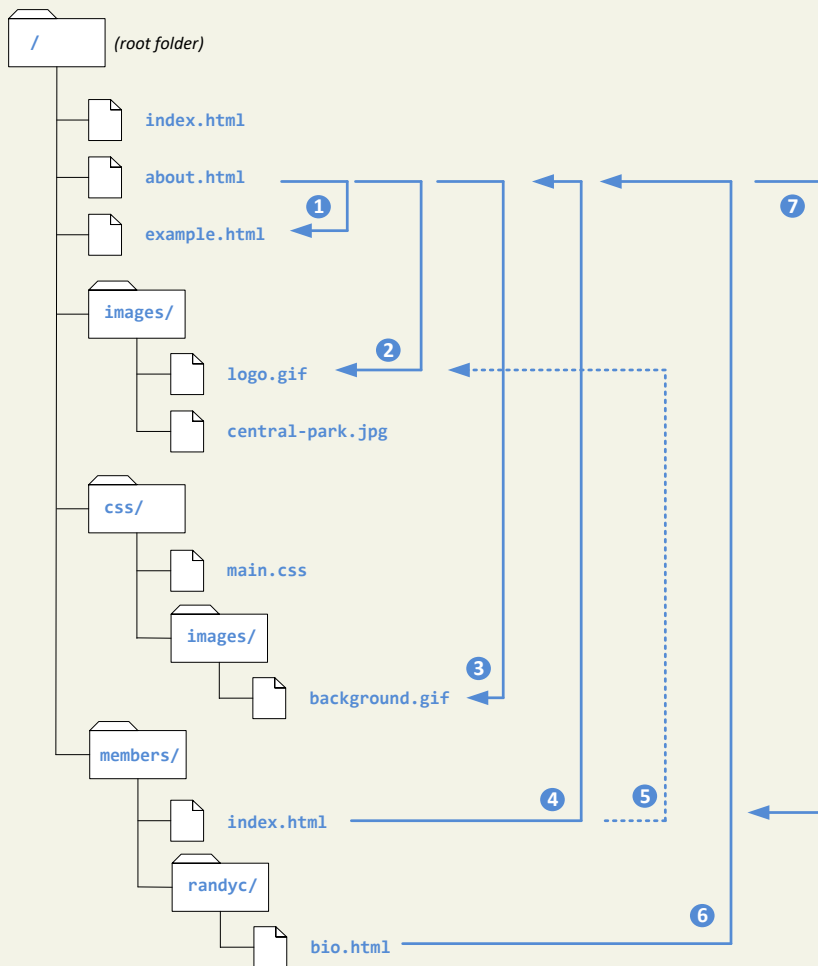 / (root folder)
index.html
about.html
7
1
example.html
images/
2
logo.gif
central-park.jpg
css/
main.css
images/
3
background.gif
members/
4 5
index.html
randyc/
6
bio.html